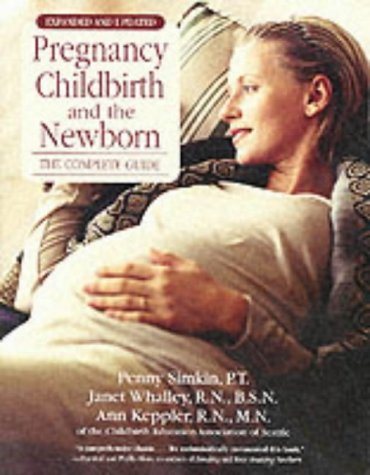 EXPANDED AND UPDATED
Pregnancy
Childbirth
and the
Newborn
THE COMPLETE GUIDE
Penny Simkin, P.T.
Janet Whalley, R.N., B.S.N.
Ann Keppler, R.N., M.N.
of the Childbirth Education Association of Seattle
"A comprehensive